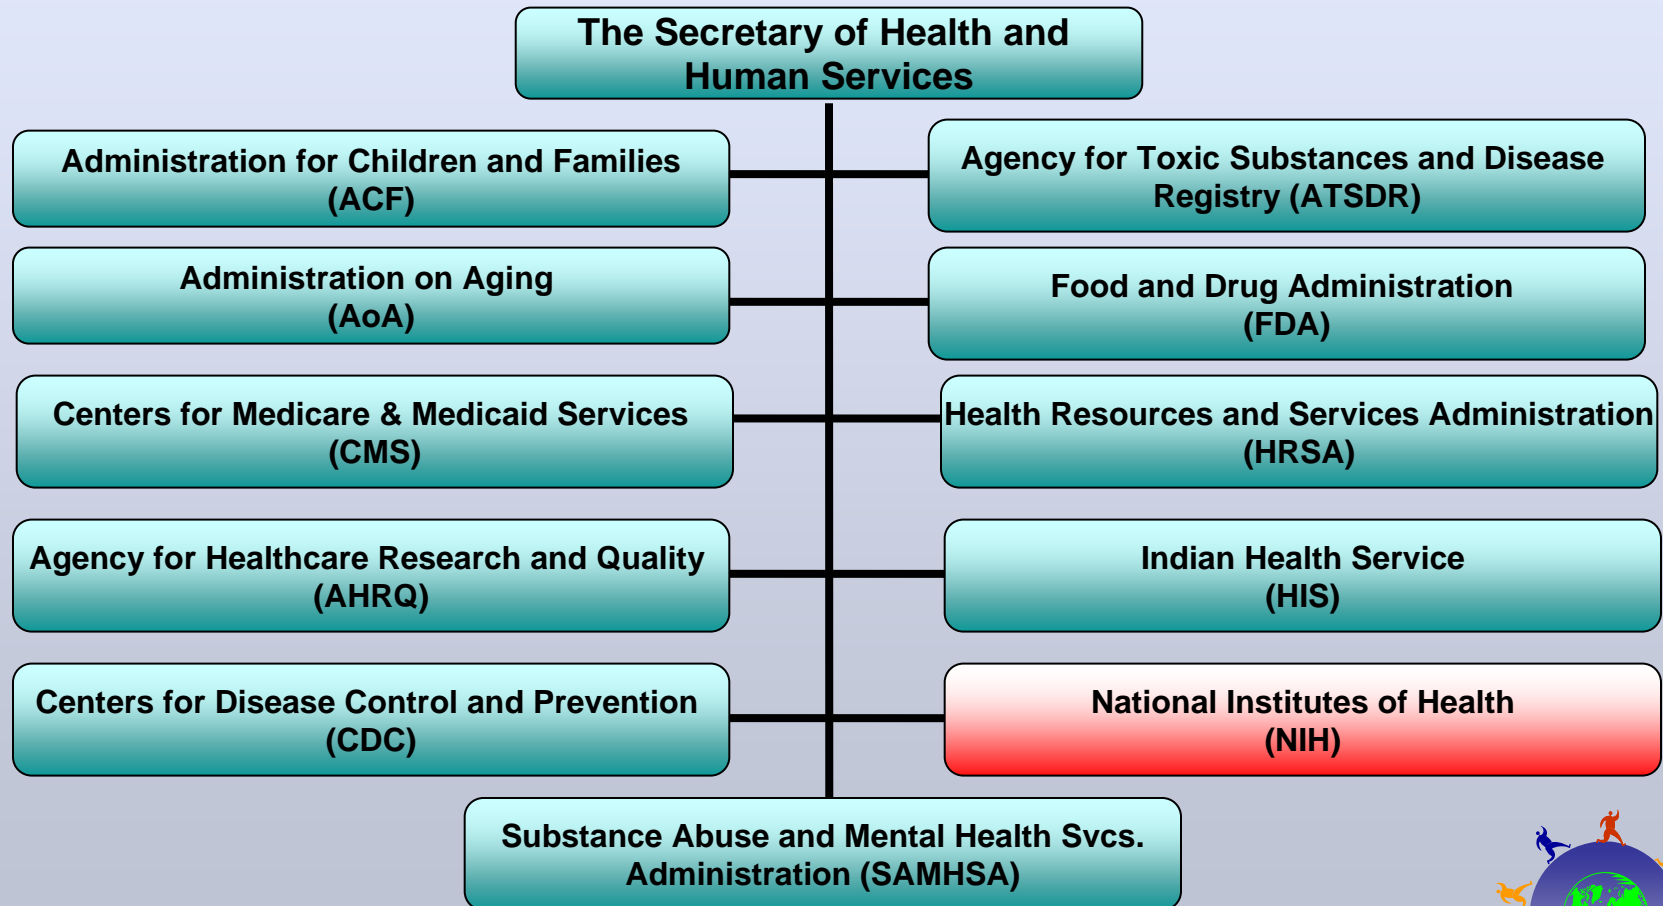 The Secretary of Health and
Human Services
Administration for Children and Families
(ACF)
Agency for Toxic Substances and Disease
Registry (ATSDR)
Administration on Aging
(AoA)
Food and Drug Administration
(FDA)
Centers for Medicare & Medicaid Services
(CMS)
Health Resources and Services Administration
(HRSA)
Agency for Healthcare Research and Quality
(AHRQ)
Indian Health Service
(HIS)
Centers for Disease Control and Prevention
(CDC)
National Institutes of Health
(NIH)
Substance Abuse and Mental Health Svcs.
Administration (SAMHSA)